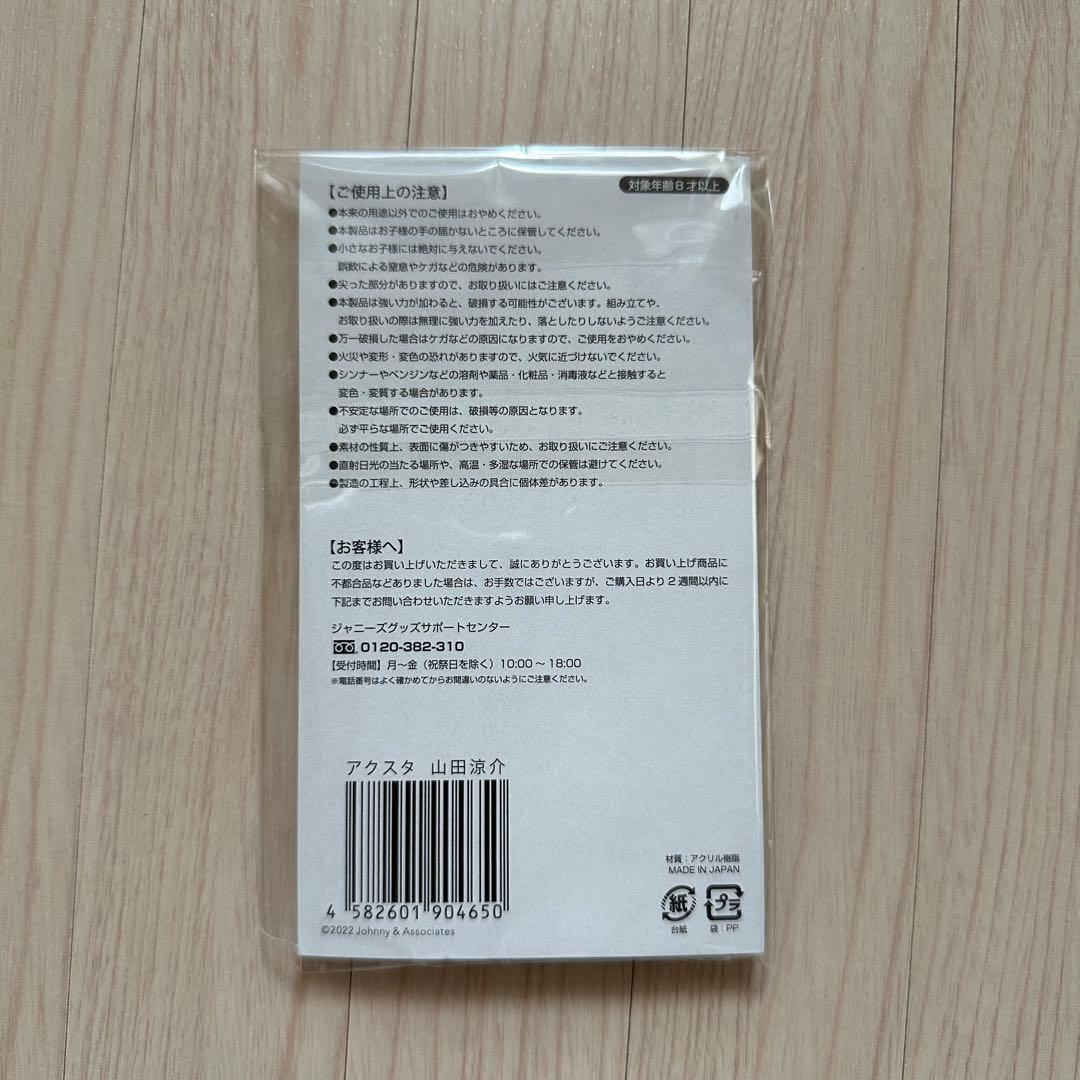 【ご使用上の注意】
対象年齢8才以上
●本来の用途以外でのご使用はおやめください。
●本製品はお子様の手の届かないところに保管してください。
●小さなお子様には絶対に与えないでください。
誤飲による窒息やケガなどの危険があります。
●尖った部分がありますので、お取り扱いにはご注意ください。
●本製品は強い力が加わると、破損する可能性がございます。組み立てや、
お取り扱いの際は無理に強い力を加えたり、落としたりしないようご注意ください。
●万一破損した場合はケガなどの原因になりますので、ご使用をおやめください。
●火災や変形・変色の恐れがありますので、火気に近づけないでください。
●シンナーやベンジンなどの溶剤や薬品・化粧品・消毒液などと接触すると
変色・変質する場合があります。
●不安定な場所でのご使用は、破損等の原因となります。
必ず平らな場所でご使用ください。
●素材の性質上、表面に傷がつきやすいため、お取り扱いにご注意ください。
●直射日光の当たる場所や、高温・多湿な場所での保管は避けてください。
●製造の工程上、形状や差し込みの具合に個体差があります。
【お客様へ】
この度はお買い上げいただきまして、誠にありがとうございます。お買い上げ商品に
不都合品などありました場合は、お手数ではございますが、ご購入日より2週間以内に
下記までお問い合わせいただきますようお願い申し上げます。
ジャニーズグッズサポートセンター
0120-382-310
【受付時間】月〜金（祝祭日を除く）10:00〜18:00
※電話番号はよく確かめてからお間違いのないようにご注意ください。
アクスタ 山田涼介
4 582601 904650
©2022 Johnny & Associates
材質：アクリル樹脂
MADE IN JAPAN
紙 プラ
台紙 袋：PP